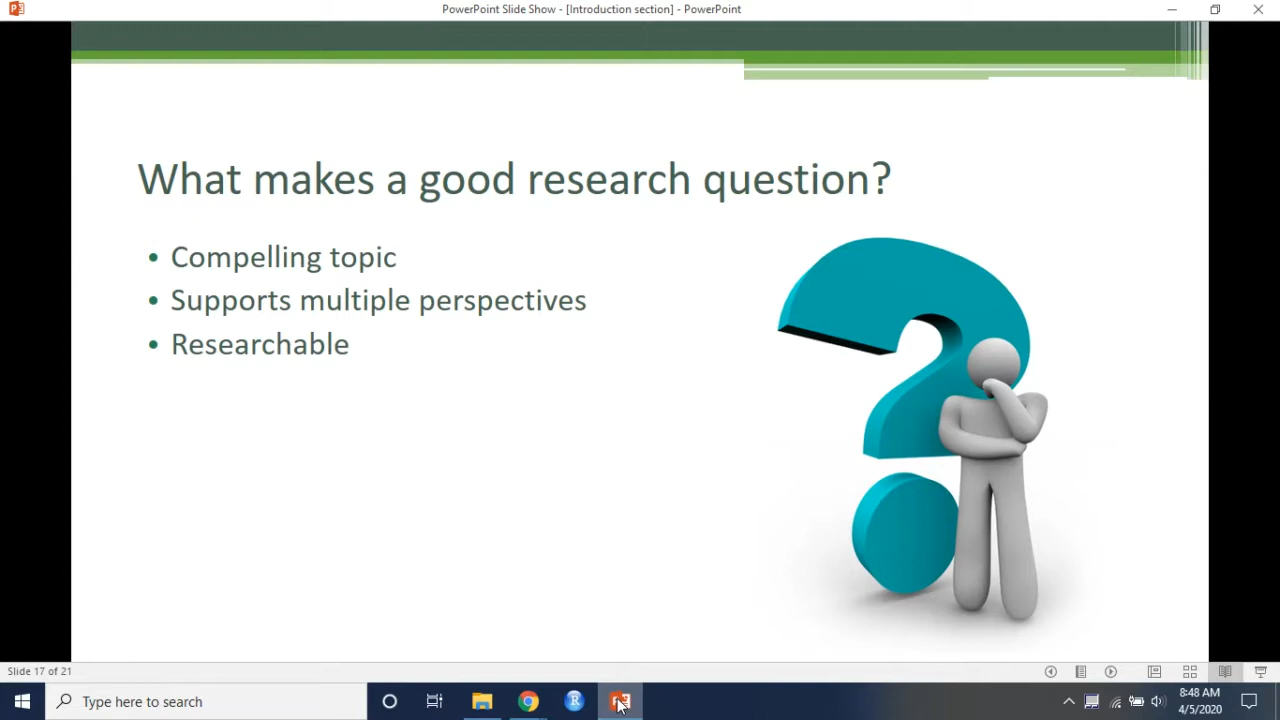 PowerPoint Slide Show - [Introduction section] - PowerPoint
What makes a good research question?
• Compelling topic
• Supports multiple perspectives
• Researchable
Slide 17 of 21
Type here to search
8:48 AM
4/5/2020